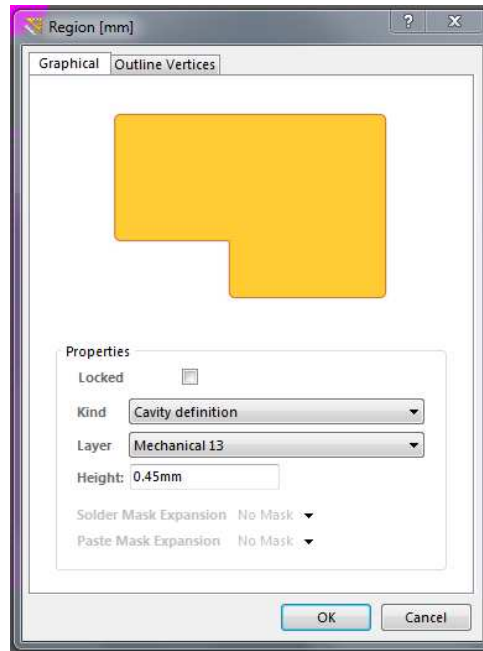 Region [mm]
? X
Graphical Outline Vertices
Properties
Locked
Kind Cavity definition
Layer Mechanical 13
Height: 0.45mm
Solder Mask Expansion No Mask
Paste Mask Expansion No Mask
OK Cancel